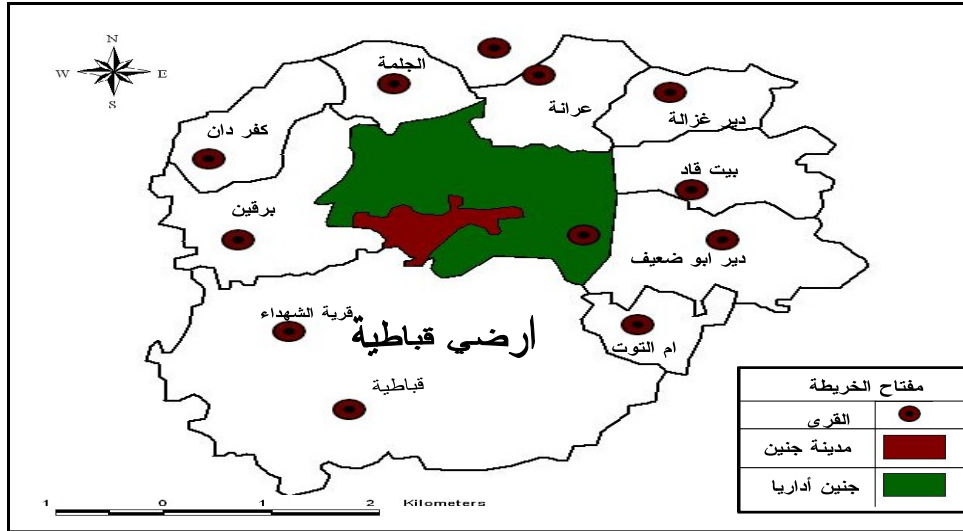 N
W E
S
الجلمة
عرانة
دير غزالة
كفر دان
بيت قاد
برقين
دير ابو ضعيف
قرية الشهداء
أرضي قباطية
ام التوت
قباطية
مفتاح الخريطة
القرى
مدينة جنين
جنين أداريا
1 0 1 2 Kilometers